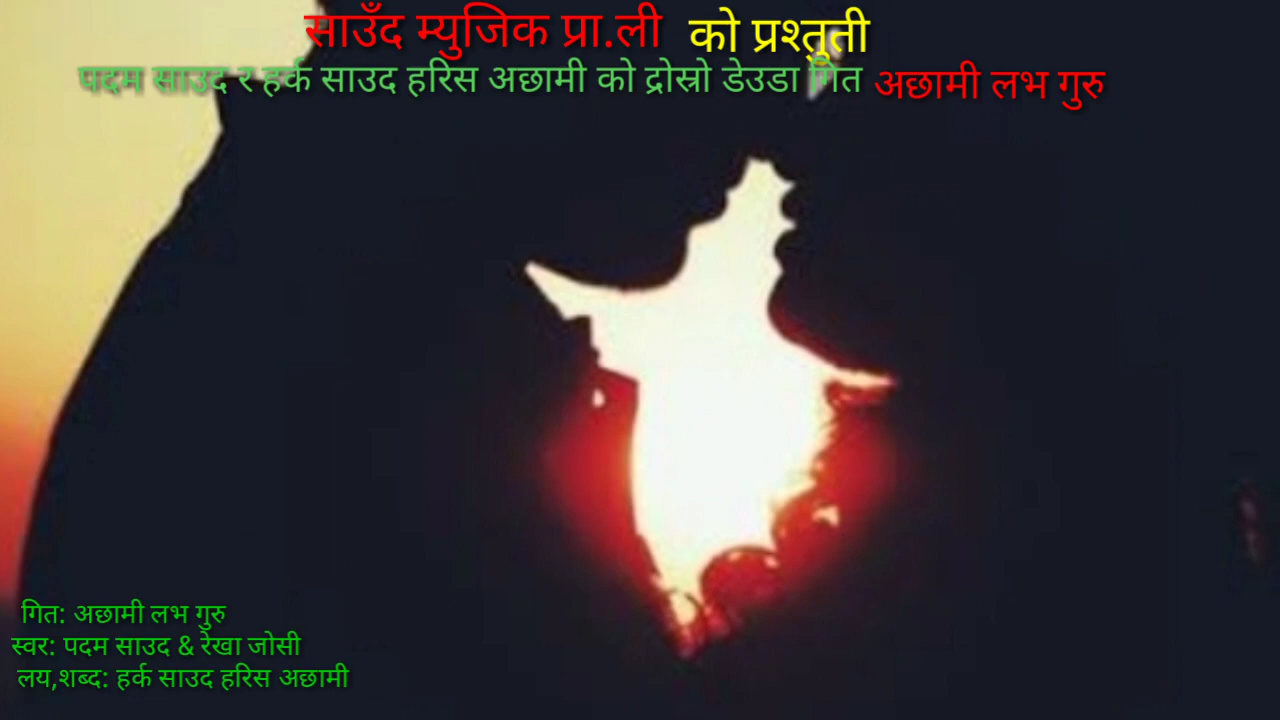 साउँद म्युजिक प्रा.ली को प्रश्तुती
पदम साउद र हर्क साउद हरिस अछामी को द्रोस्रो डेउडा गित अछामी लभ गुरु
गित: अछामी लभ गुरु
स्वर: पदम साउद & रेखा जोसी
लय,शब्द: हर्क साउद हरिस अछामी